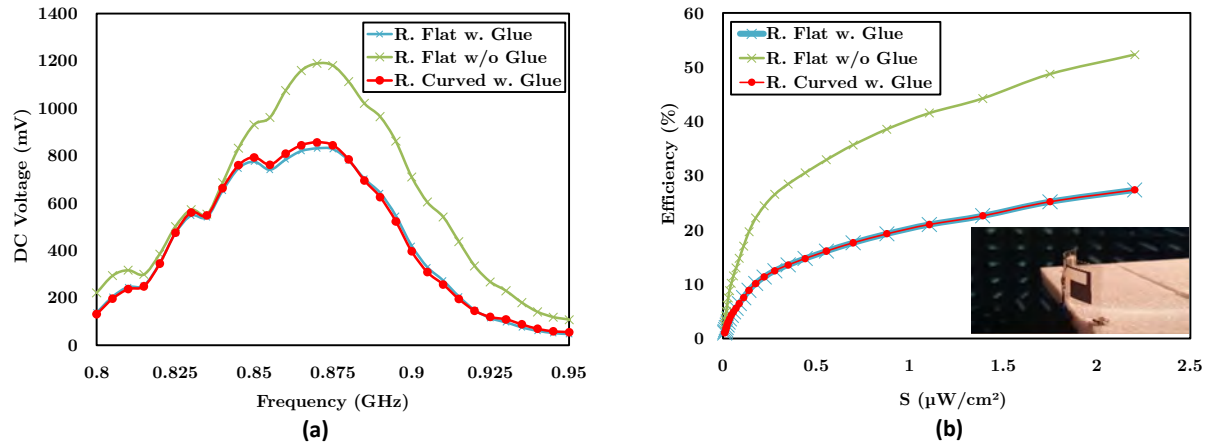 1400
1200
1000
800
600
400
200
0
DC Voltage (mV)
R. Flat w. Glue
R. Flat w/o Glue
R. Curved w. Glue
0.8 0.825 0.85 0.875 0.9 0.925 0.95
Frequency (GHz)
(a)
60
50
40
30
20
10
0
Efficiency (%)
R. Flat w. Glue
R. Flat w/o Glue
R. Curved w. Glue
0 0.5 1 1.5 2 2.5
S (µW/cm²)
(b)